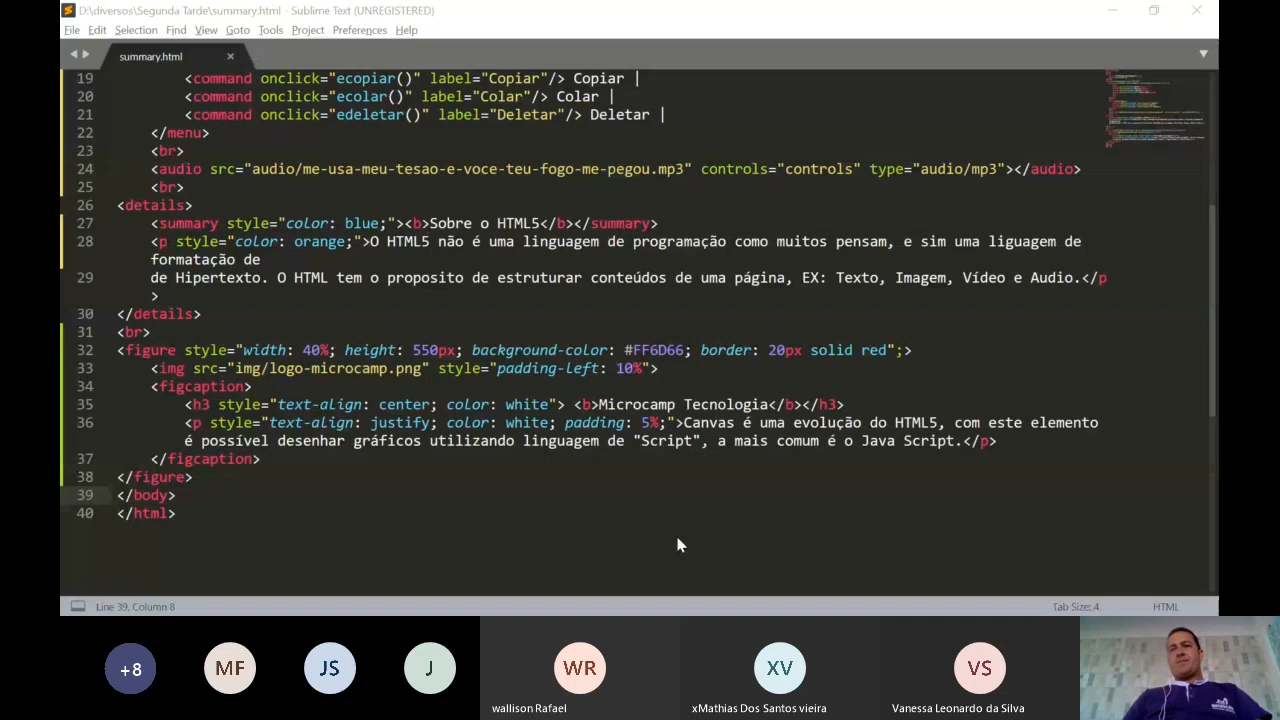 D:\diversos\Segunda Tarde\summary.html - Sublime Text (UNREGISTERED)
File Edit Selection Find View Goto Tools Project Preferences Help
summary.html
19 <command onclick="ecopiar()" label="Copiar"/> Copiar |
20 <command onclick="ecolar()" label="Colar"/> Colar |
21 <command onclick="edeletar()" label="Deletar"/> Deletar |
22 </menu>
23 <br>
24 <audio src="audio/me-usa-meu-tesao-e-voce-teu-fogo-me-pegou.mp3" controls="controls" type="audio/mp3"></audio>
25 <br>
26 <details>
27 <summary style="color: blue;"><b>Sobre o HTML5</b></summary>
28 <p style="color: orange;">O HTML5 não é uma linguagem de programação como muitos pensam, e sim uma liguagem de
formatação de
29 de Hipertexto. O HTML tem o proposito de estruturar conteúdos de uma página, EX: Texto, Imagem, Vídeo e Audio.</p
>
30 </details>
31 <br>
32 <figure style="width: 40%; height: 550px; background-color: #FF6D66; border: 20px solid red";>
33 <img src="img/logo-microcamp.png" style="padding-left: 10%">
34 <figcaption>
35 <h3 style="text-align: center; color: white"> <b>Microcamp Tecnologia</b></h3>
36 <p style="text-align: justify; color: white; padding: 5%;">Canvas é uma evolução do HTML5, com este elemento
é possível desenhar gráficos utilizando linguagem de "Script", a mais comum é o Java Script.</p>
37 </figcaption>
38 </figure>
39 </body>
40 </html>
Line 39, Column 8 Tab Size: 4 HTML
+8 MF JS J WR XV VS
wallison Rafael xMathias Dos Santos vieira Vanessa Leonardo da Silva